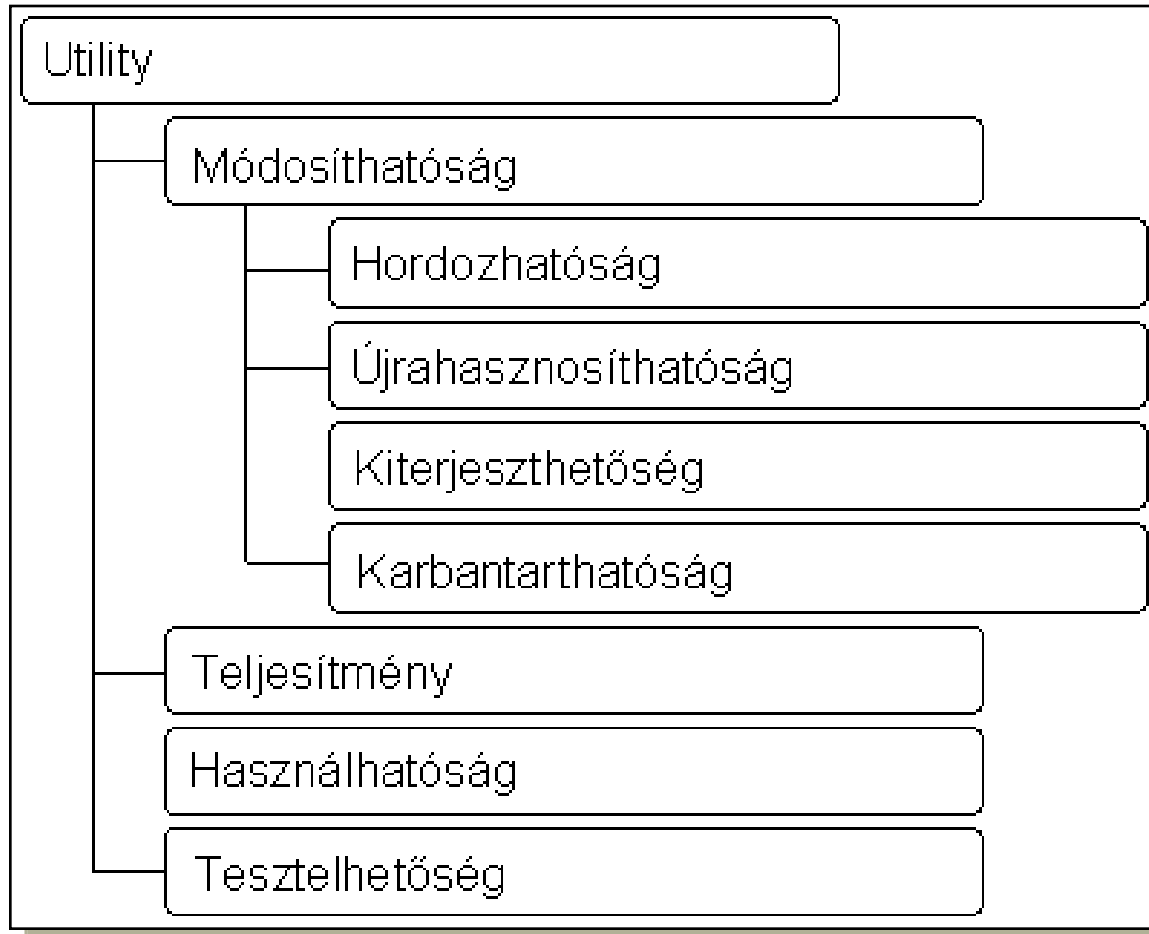 Utility
Módosíthatóság
Hordozhatóság
Újrahasznosíthatóság
Kiterjeszthetőség
Karbantarthatóság
Teljesítmény
Használhatóság
Tesztelhetőség